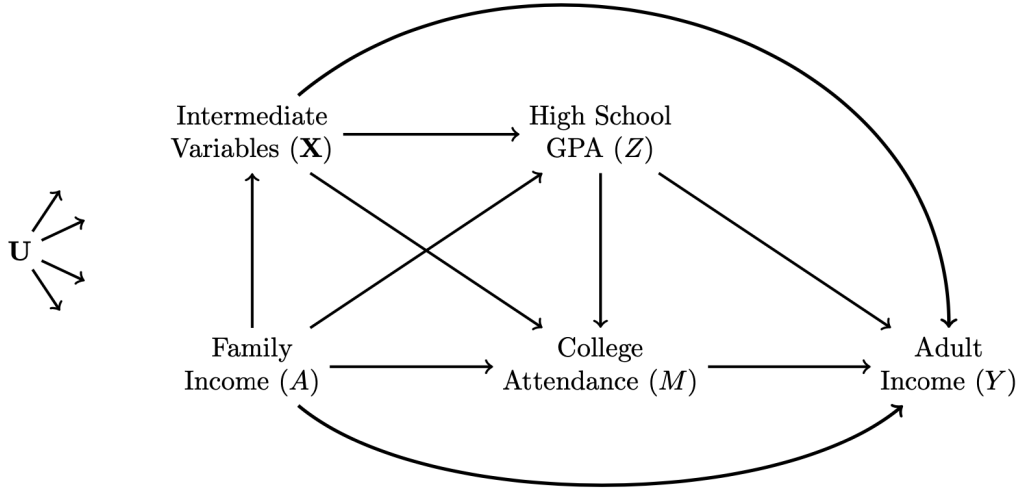 Intermediate
Variables (X)
High School
GPA (Z)
U
Family
Income (A)
College
Attendance (M)
Adult
Income (Y)